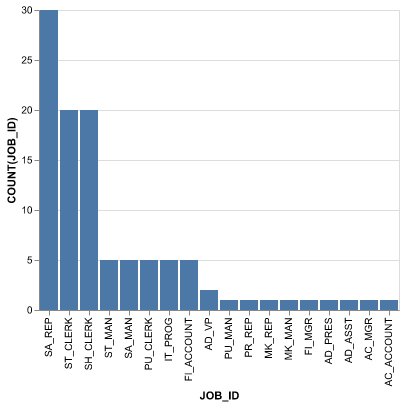 30
25
20
15
10
5
0
COUNT(JOB_ID)
SA_REP
ST_CLERK
SH_CLERK
ST_MAN
SA_MAN
PU_CLERK
IT_PROG
FI_ACCOUNT
AD_VP
PU_MAN
PR_REP
MK_REP
MK_MAN
FI_MGR
AD_PRES
AD_ASST
AC_MGR
AC_ACCOUNT
JOB_ID